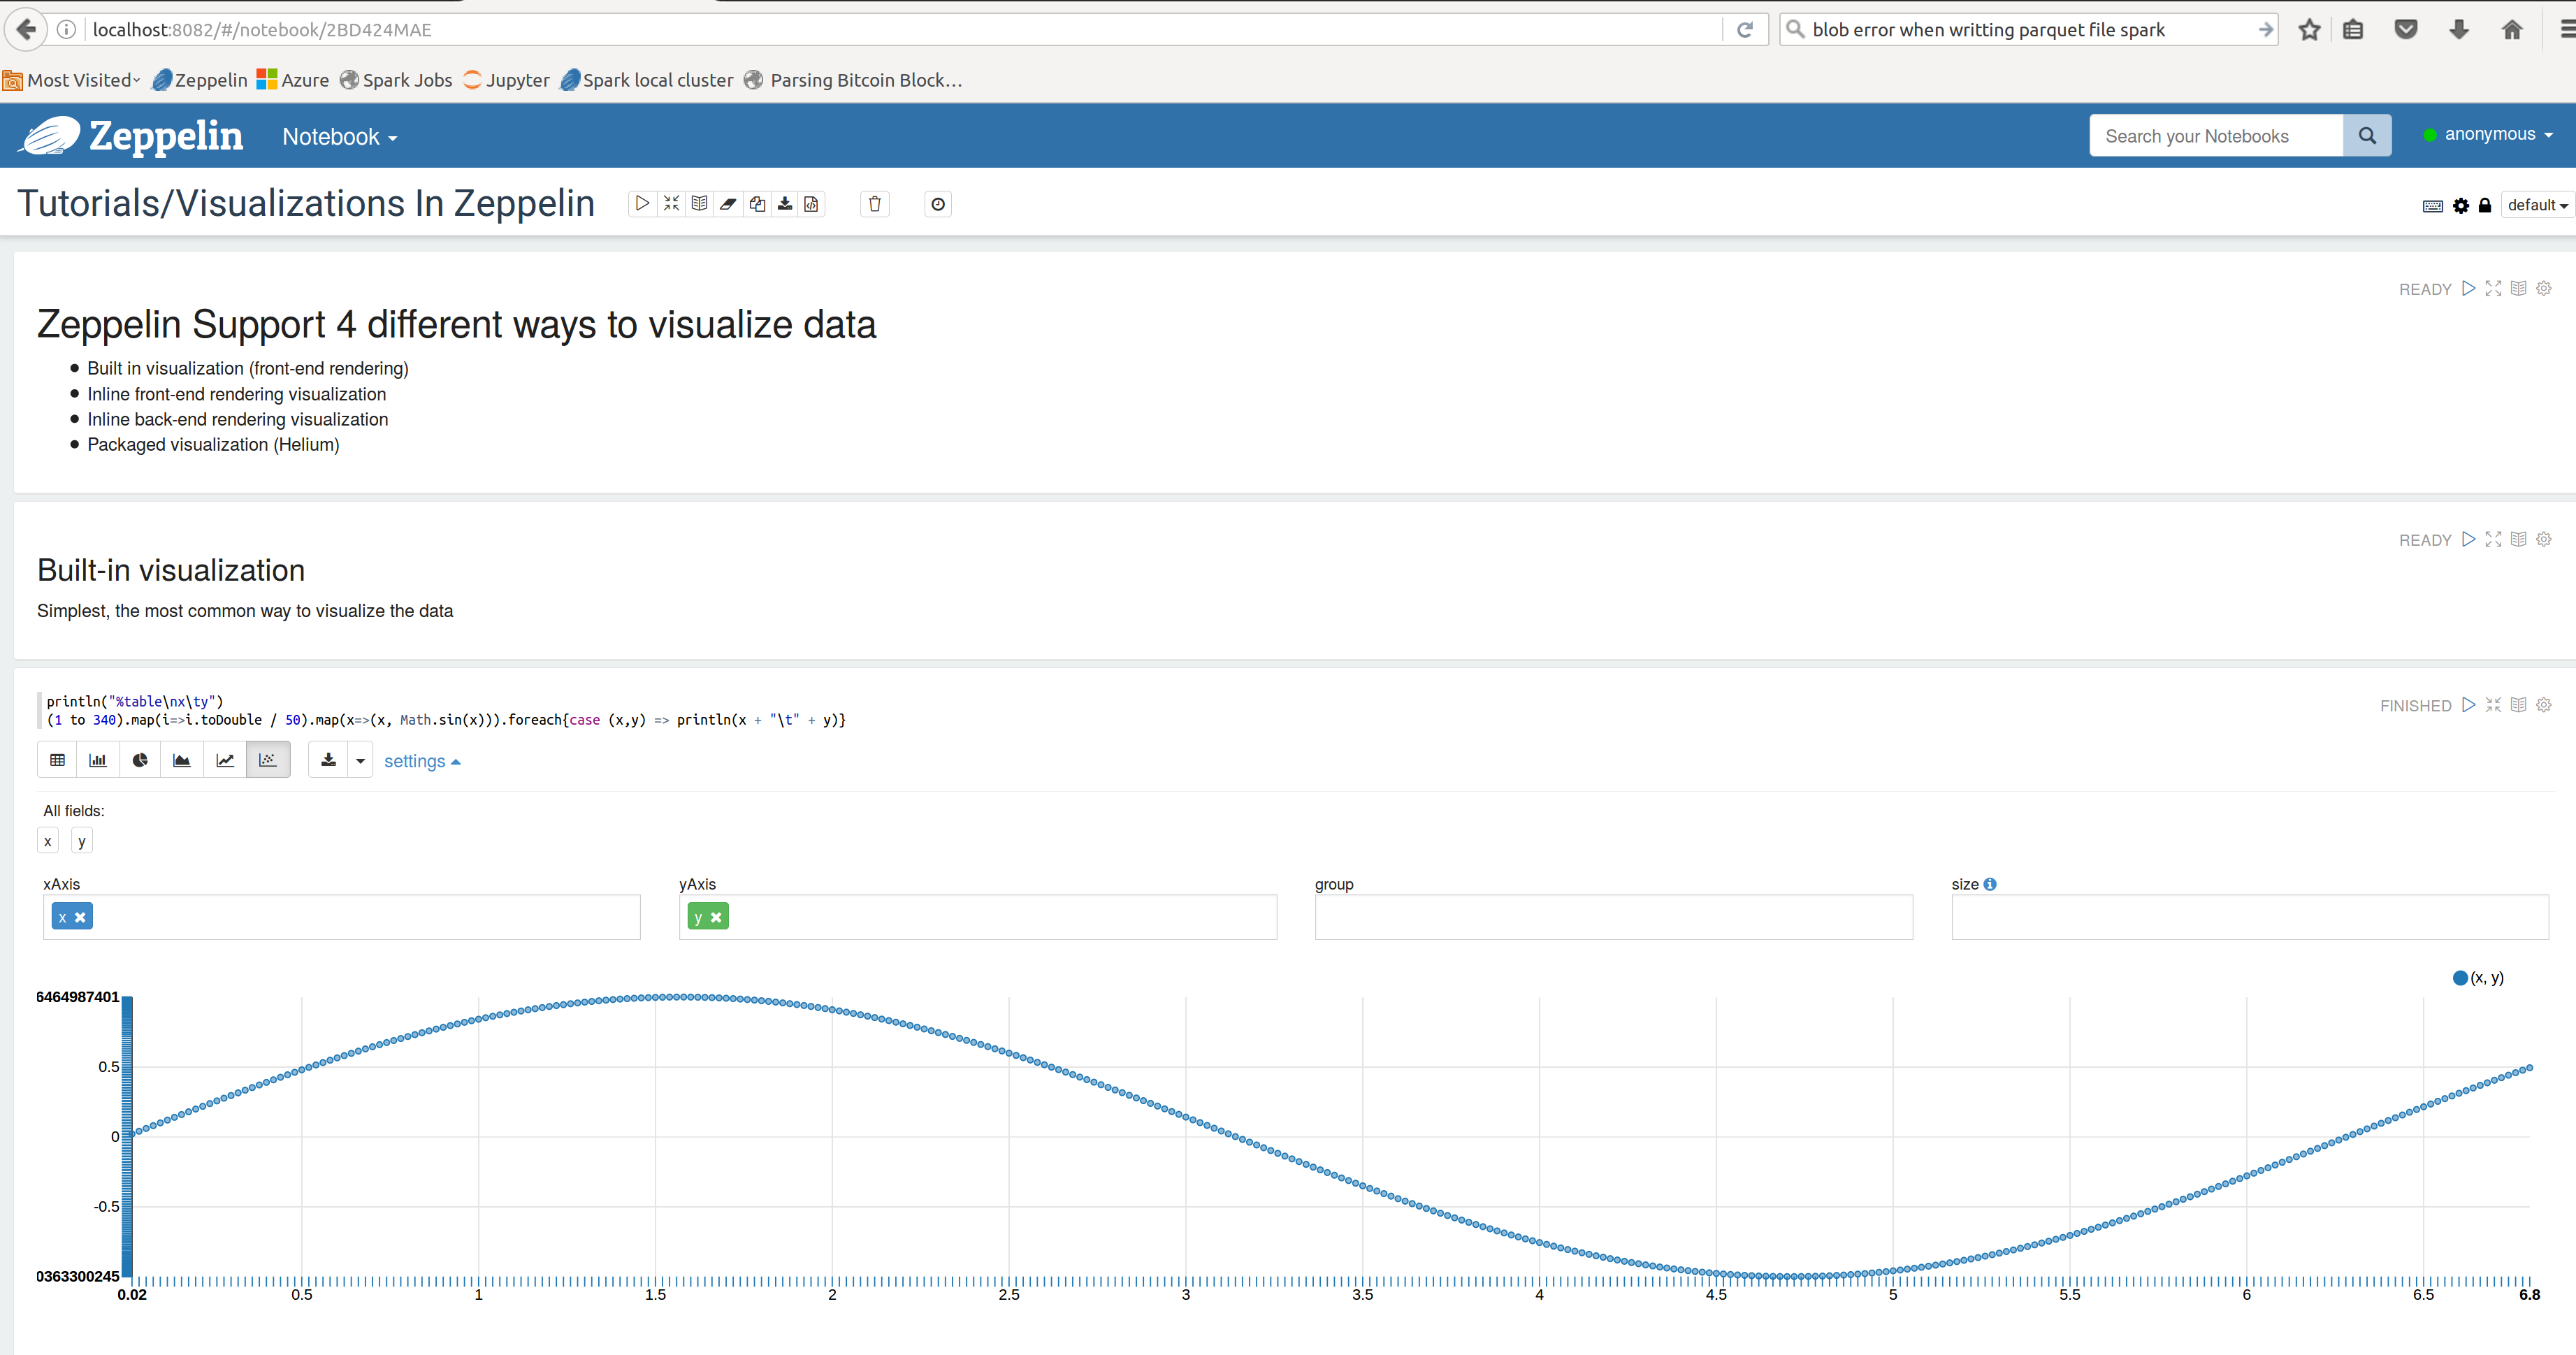 localhost:8082/#/notebook/2BD424MAE
blob error when writting parquet file spark
Most Visited Zeppelin Azure Spark Jobs Jupyter Spark local cluster Parsing Bitcoin Block...
Zeppelin Notebook Search your Notebooks anonymous
Tutorials/Visualizations In Zeppelin default
READY
Zeppelin Support 4 different ways to visualize data
Built in visualization (front-end rendering)
Inline front-end rendering visualization
Inline back-end rendering visualization
Packaged visualization (Helium)
READY
Built-in visualization
Simplest, the most common way to visualize the data
FINISHED
println("%table\nx\ty")
(1 to 340).map(i=>i.toDouble / 50).map(x=>(x, Math.sin(x))).foreach{case (x,y) => println(x + "\t" + y)}
settings
All fields:
x y
xAxis yAxis group size
x y
(x, y)
6464987401
0.5
0
-0.5
0363300245
0.02 0.5 1 1.5 2 2.5 3 3.5 4 4.5 5 5.5 6 6.5 6.8